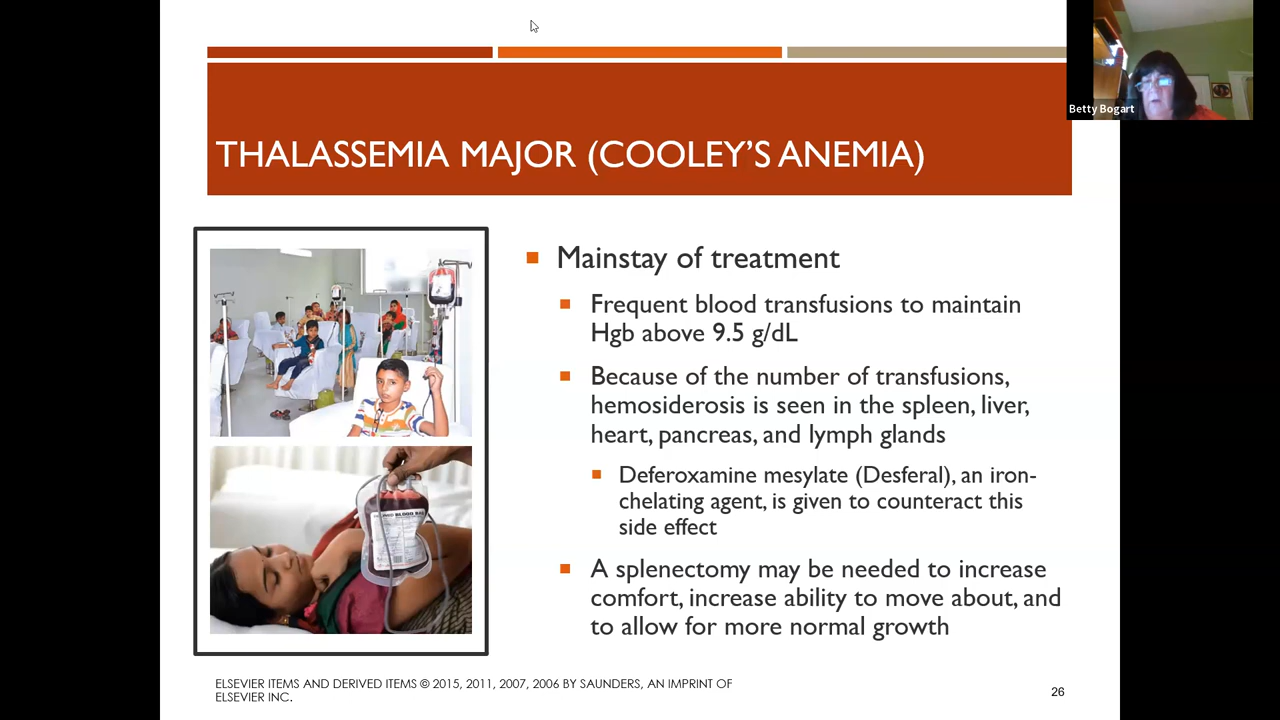 Betty Bogart
THALASSEMIA MAJOR (COOLEY'S ANEMIA)
Mainstay of treatment
Frequent blood transfusions to maintain
Hgb above 9.5 g/dL
Because of the number of transfusions,
hemosiderosis is seen in the spleen, liver,
heart, pancreas, and lymph glands
Deferoxamine mesylate (Desferal), an iron-
chelating agent, is given to counteract this
side effect
A splenectomy may be needed to increase
comfort, increase ability to move about, and
to allow for more normal growth
ELSEVIER ITEMS AND DERIVED ITEMS © 2015, 2011, 2007, 2006 BY SAUNDERS, AN IMPRINT OF
ELSEVIER INC.
26